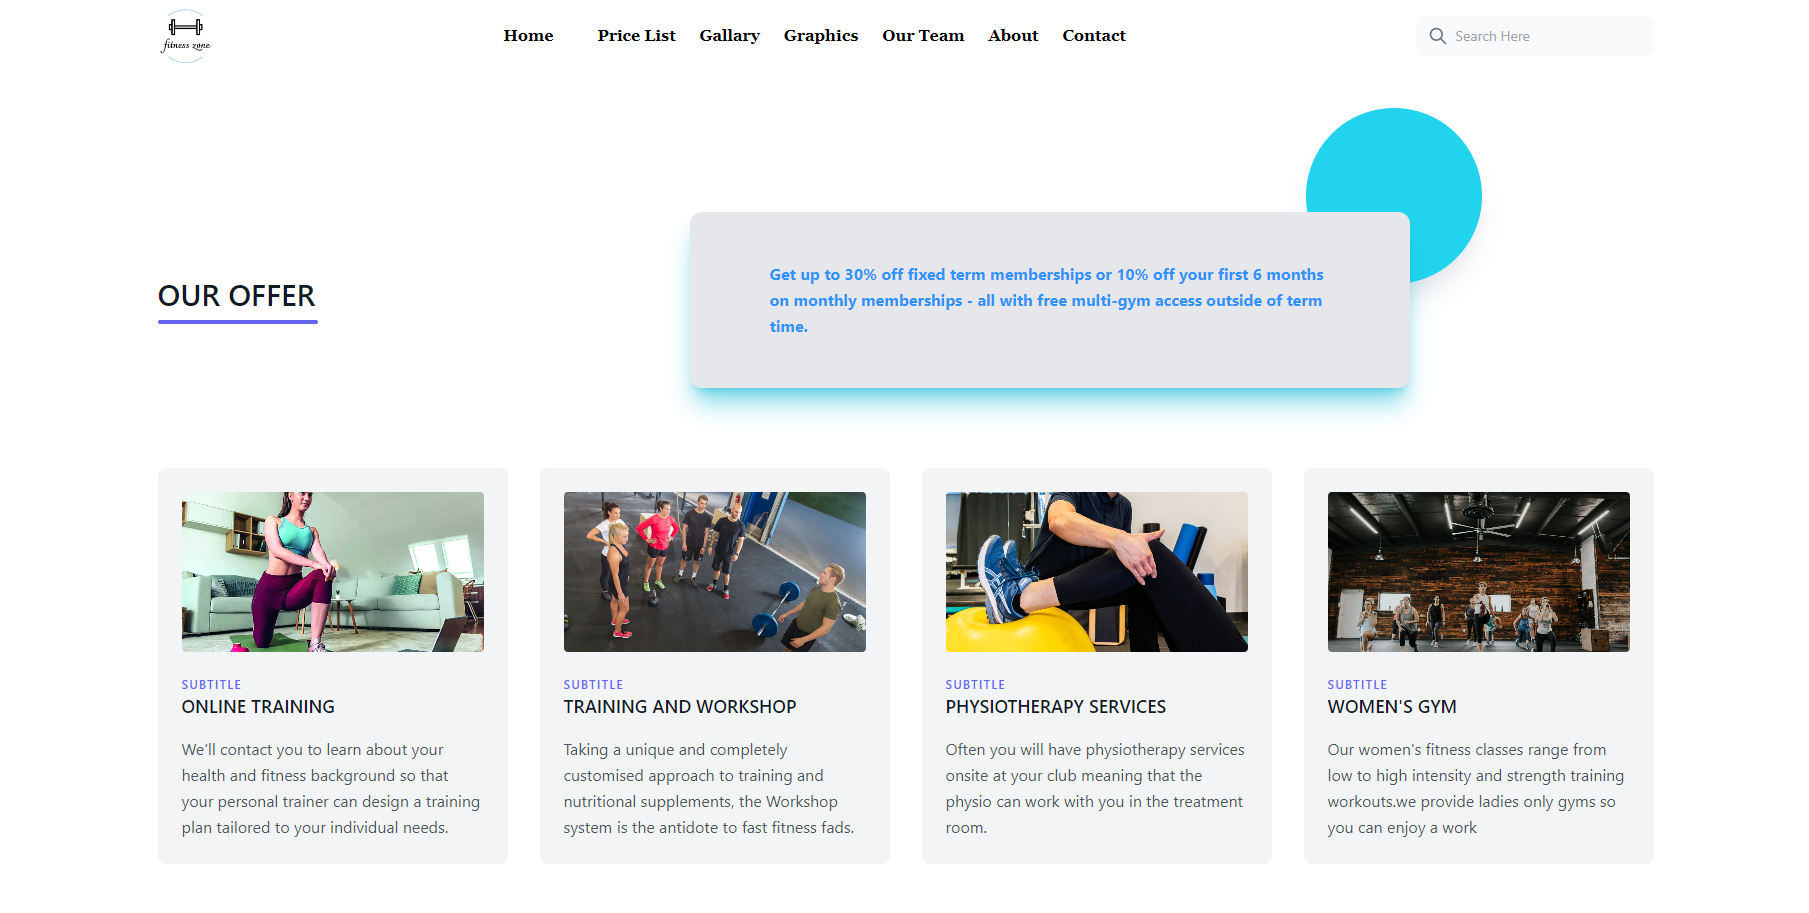 fitness zone
Home Price List Gallary Graphics Our Team About Contact
Search Here
OUR OFFER
Get up to 30% off fixed term memberships or 10% off your first 6 months
on monthly memberships - all with free multi-gym access outside of term
time.
SUBTITLE
ONLINE TRAINING
We'll contact you to learn about your
health and fitness background so that
your personal trainer can design a training
plan tailored to your individual needs.
SUBTITLE
TRAINING AND WORKSHOP
Taking a unique and completely
customised approach to training and
nutritional supplements, the Workshop
system is the antidote to fast fitness fads.
SUBTITLE
PHYSIOTHERAPY SERVICES
Often you will have physiotherapy services
onsite at your club meaning that the
physio can work with you in the treatment
room.
SUBTITLE
WOMEN'S GYM
Our women's fitness classes range from
low to high intensity and strength training
workouts.we provide ladies only gyms so
you can enjoy a work